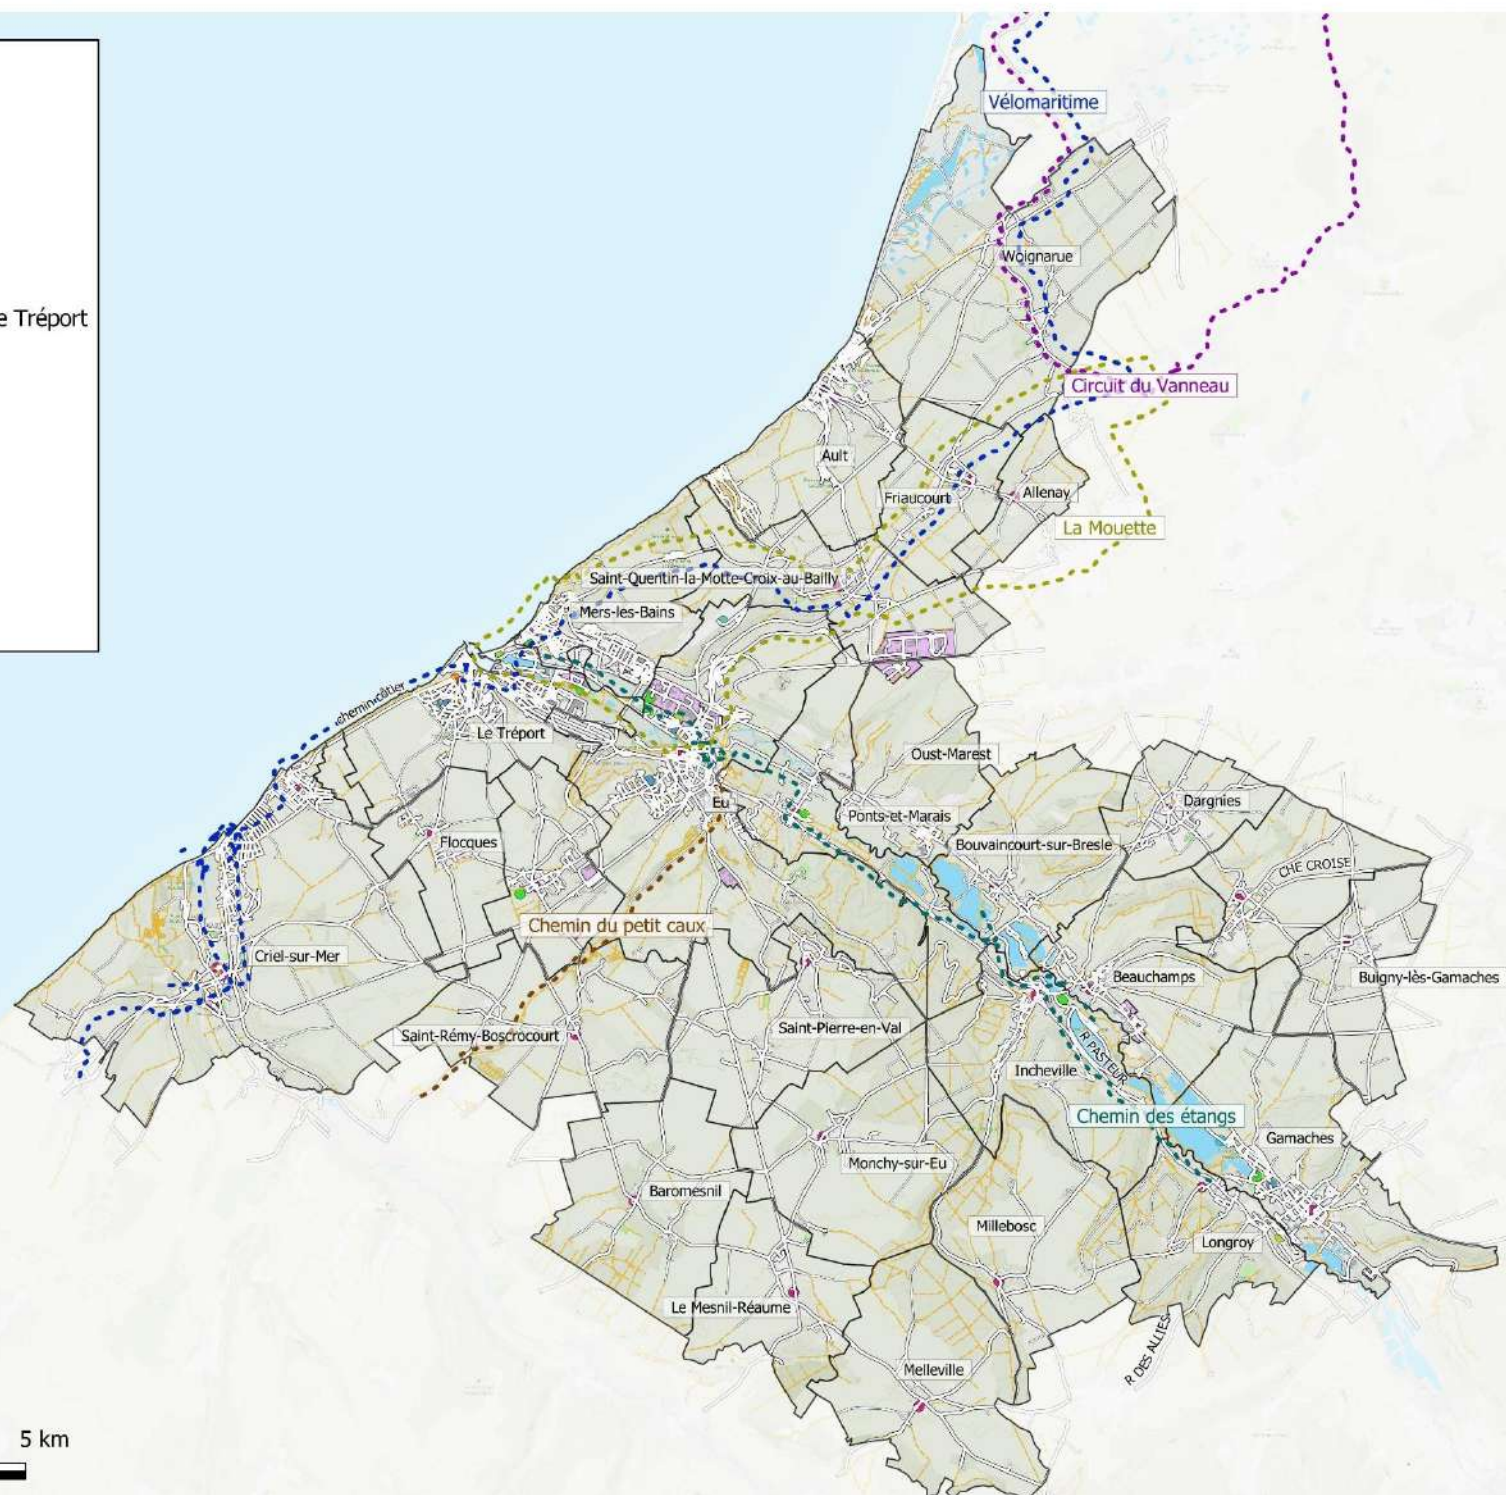 Vélomaritime
Woignarue
e Tréport
Circuit du Vanneau
Ault
Friaucourt
Allenay
La Mouette
Saint-Quentin-la-Motte-Croix-au-Bailly
Mers-les-Bains
chemin côtier
Le Tréport
Oust-Marest
Eu
Ponts-et-Marais
Dargnies
Flocques
Bouvaincourt-sur-Bresle
CHE CROISE
Chemin du petit caux
Criel-sur-Mer
Beauchamps
Buigny-lès-Gamaches
Saint-Rémy-Boscrocourt
Saint-Pierre-en-Val
R PASTEUR
Incheville
Chemin des étangs
Gamaches
Monchy-sur-Eu
Baromesnil
Millebosc
Longroy
Le Mesnil-Réaume
R DES ALLIES
Melleville
5 km